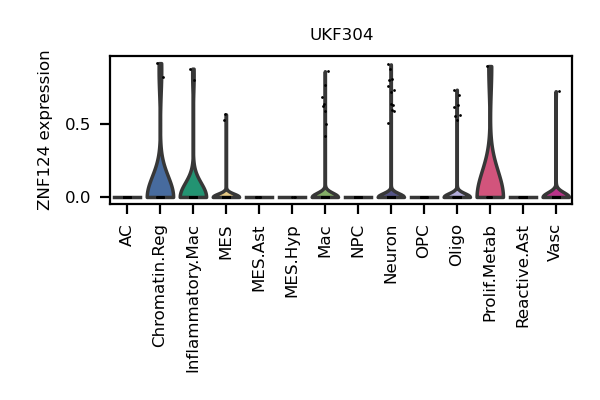 UKF304
ZNF124 expression
0.5
0.0
AC
Chromatin.Reg
Inflammatory.Mac
MES
MES.Ast
MES.Hyp
Mac
NPC
Neuron
OPC
Oligo
Prolif.Metab
Reactive.Ast
Vasc